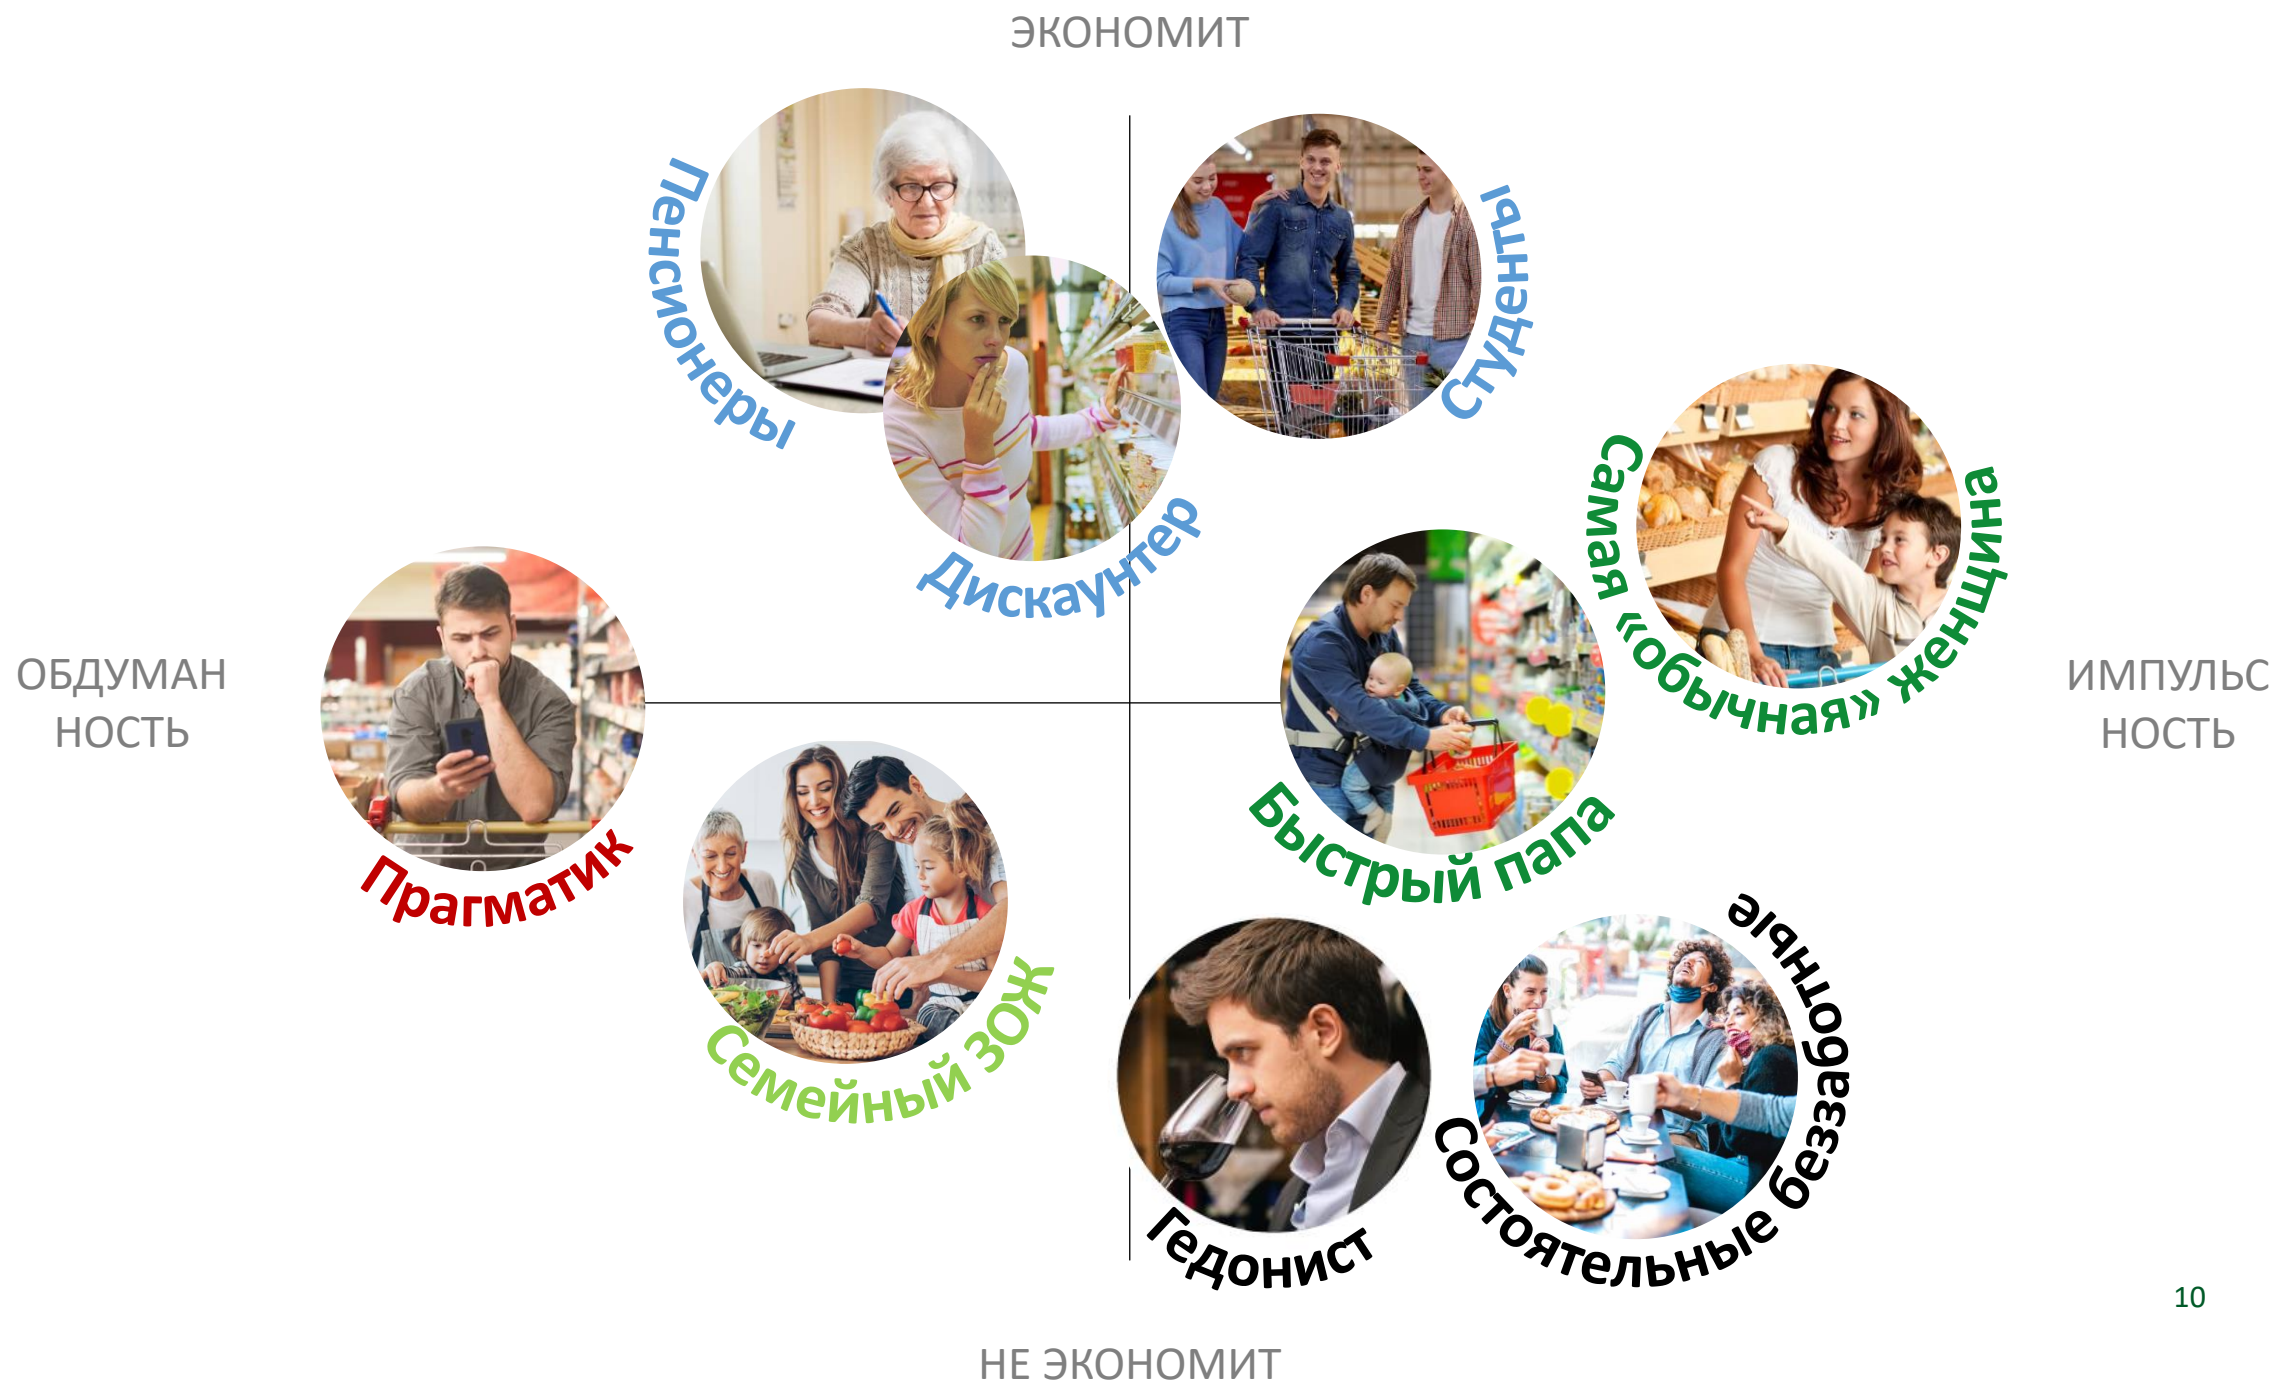 ЭКОНОМИТ
Пенсионеры
Студенты
Дискаунтер
Самая «обычная» женщина
ОБДУМАН
НОСТЬ
ИМПУЛЬС
НОСТЬ
Прагматик
Быстрый папа
Семейный ЗОЖ
Гедонист
Состоятельные беззаботные
10
НЕ ЭКОНОМИТ